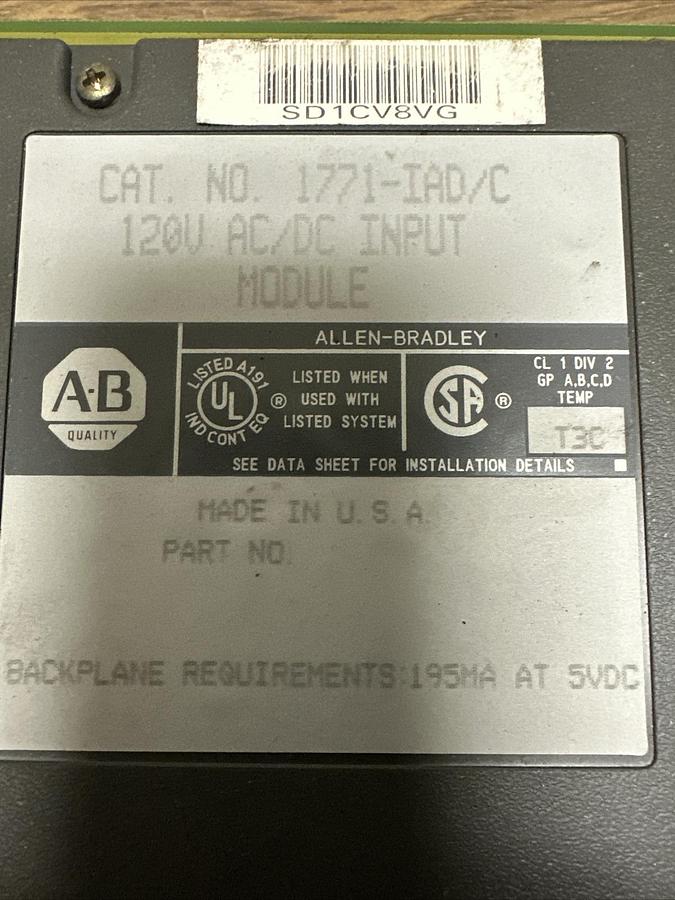 SD1CV8VG
CAT. NO. 1771-IAD/C
120V AC/DC INPUT
MODULE
ALLEN-BRADLEY
A-B
QUALITY
LISTED A191
UL
IND CONT EQ
®
LISTED WHEN
USED WITH
LISTED SYSTEM
SA
®
CL 1 DIV 2
GP A,B,C,D
TEMP
T3C
SEE DATA SHEET FOR INSTALLATION DETAILS
MADE IN U.S.A.
PART NO.
BACKPLANE REQUIREMENTS:195MA AT 5VDC